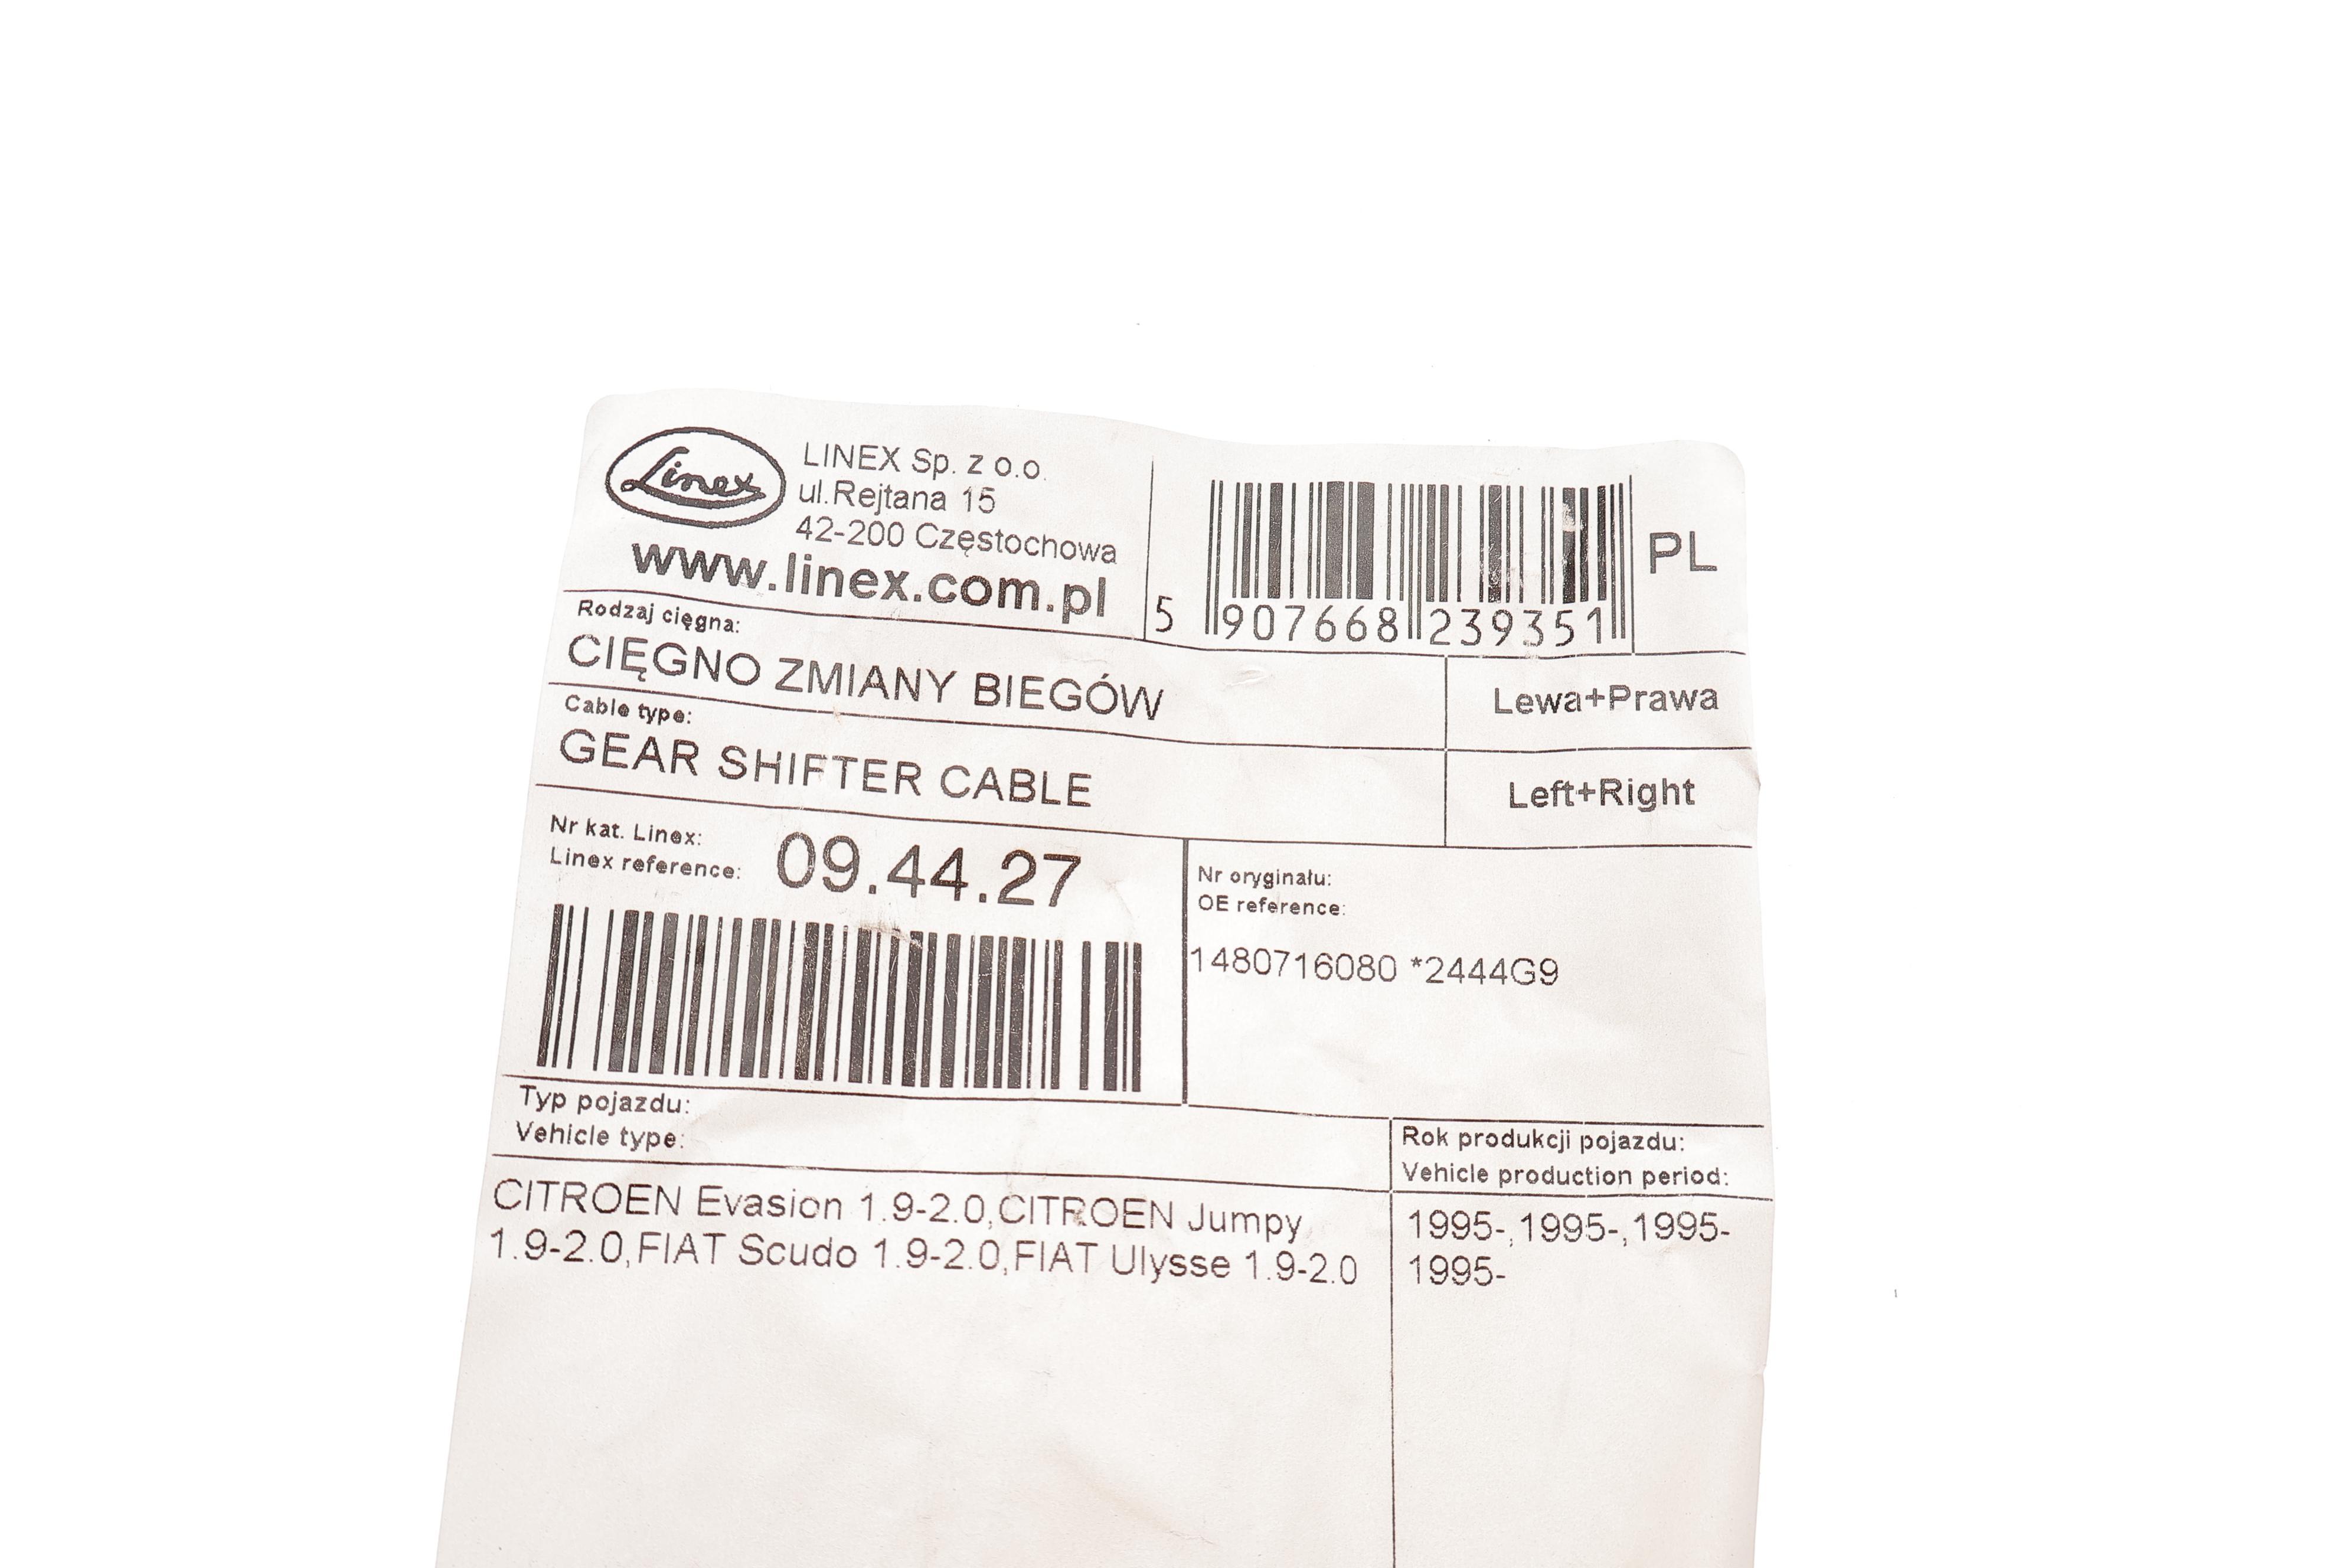 Linex
LINEX Sp. z o.o.
ul.Rejtana 15
42-200 Częstochowa
www.linex.com.pl
5 907668 239351
PL
Rodzaj cięgna:
CIĘGNO ZMIANY BIEGÓW
Lewa+Prawa
Cable type:
GEAR SHIFTER CABLE
Left+Right
Nr kat. Linex:
Linex reference:
09.44.27
Nr oryginału:
OE reference:
1480716080 *2444G9
Typ pojazdu:
Vehicle type:
CITROEN Evasion 1.9-2.0,CITROEN Jumpy
1.9-2.0,FIAT Scudo 1.9-2.0,FIAT Ulysse 1.9-2.0
Rok produkcji pojazdu:
Vehicle production period:
1995-,1995-,1995-
1995-